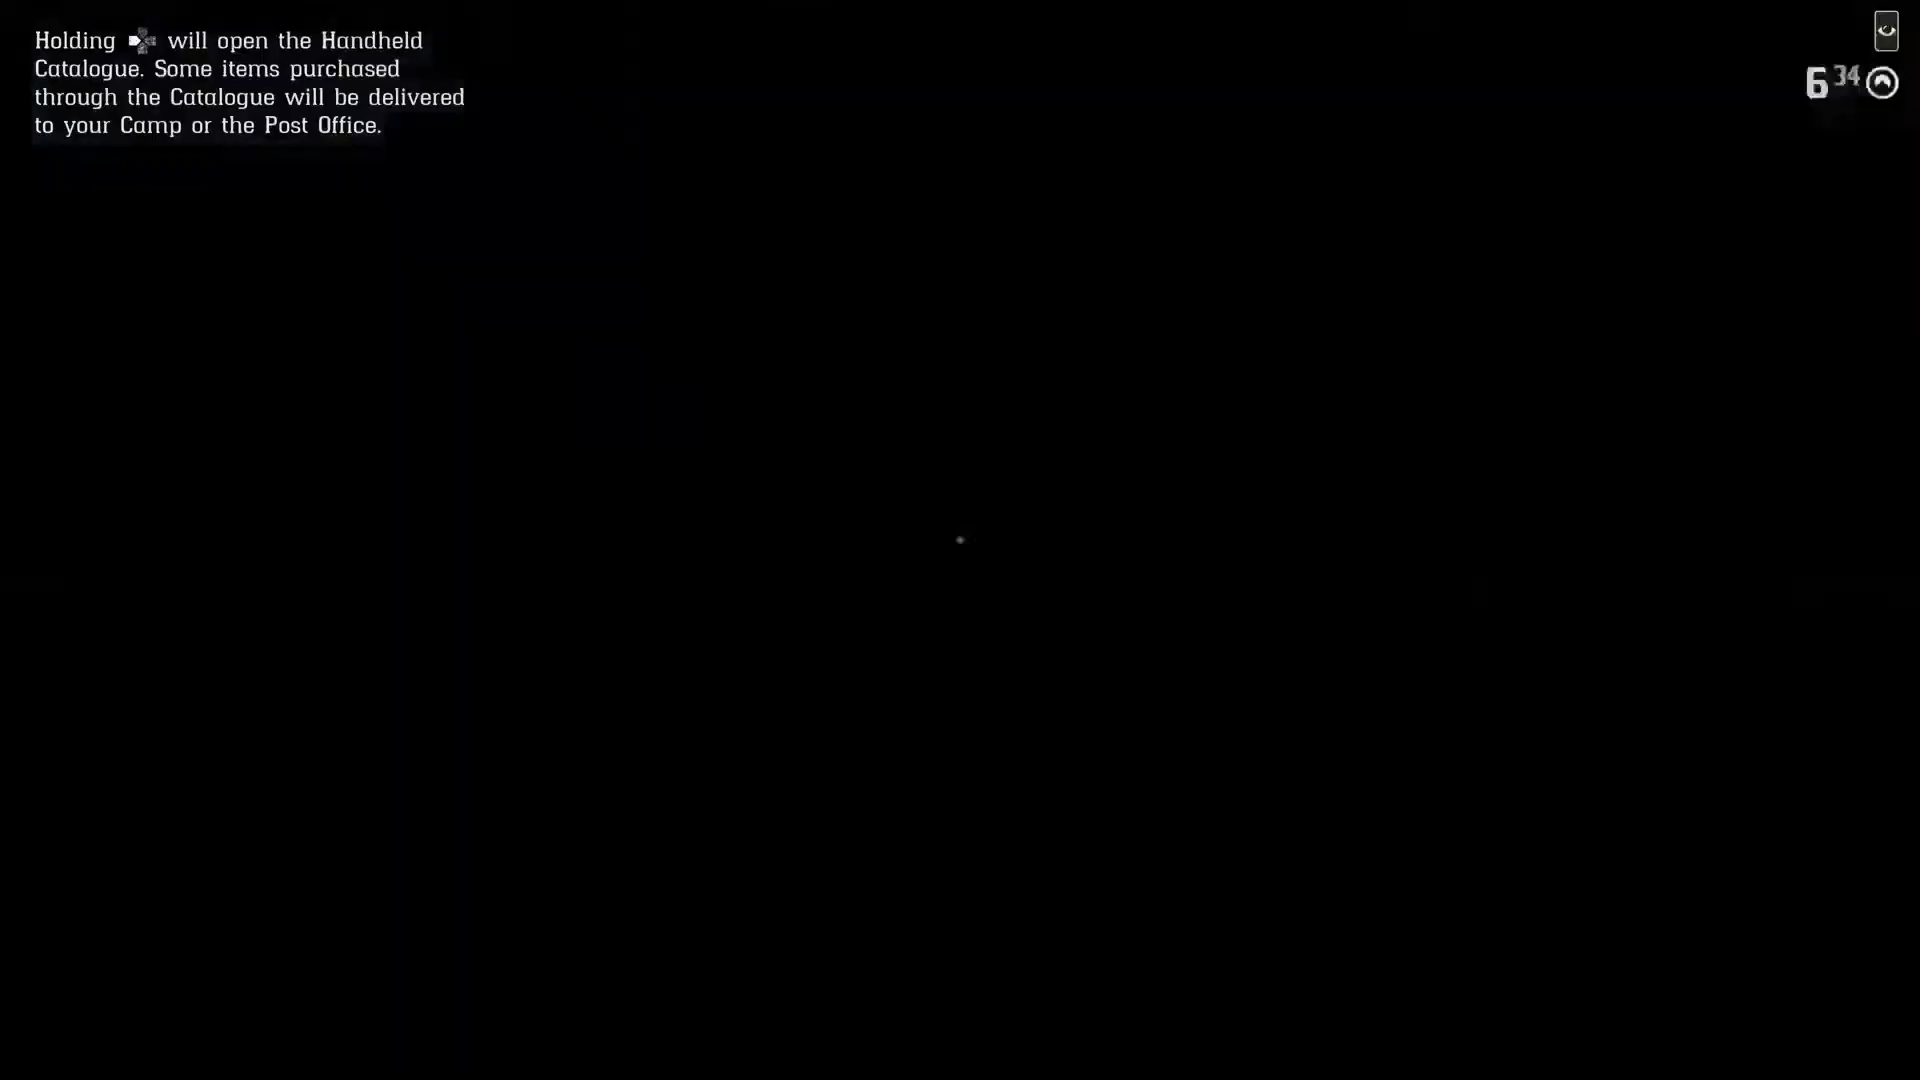 Holding will open the Handheld
Catalogue. Some items purchased
through the Catalogue will be delivered
to your Camp or the Post Office.
6 34